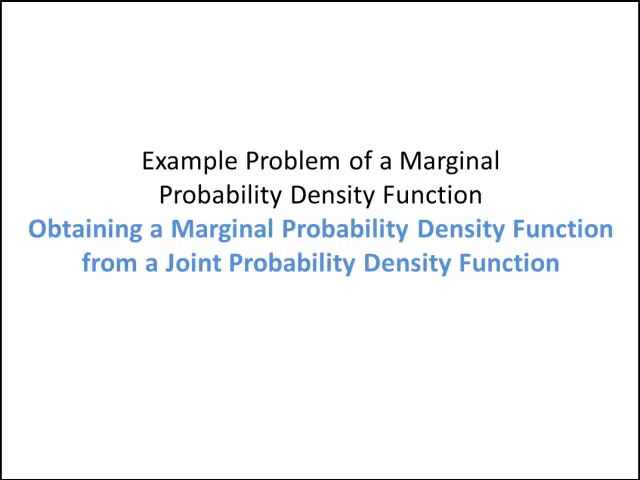 Example Problem of a Marginal
Probability Density Function
Obtaining a Marginal Probability Density Function
from a Joint Probability Density Function